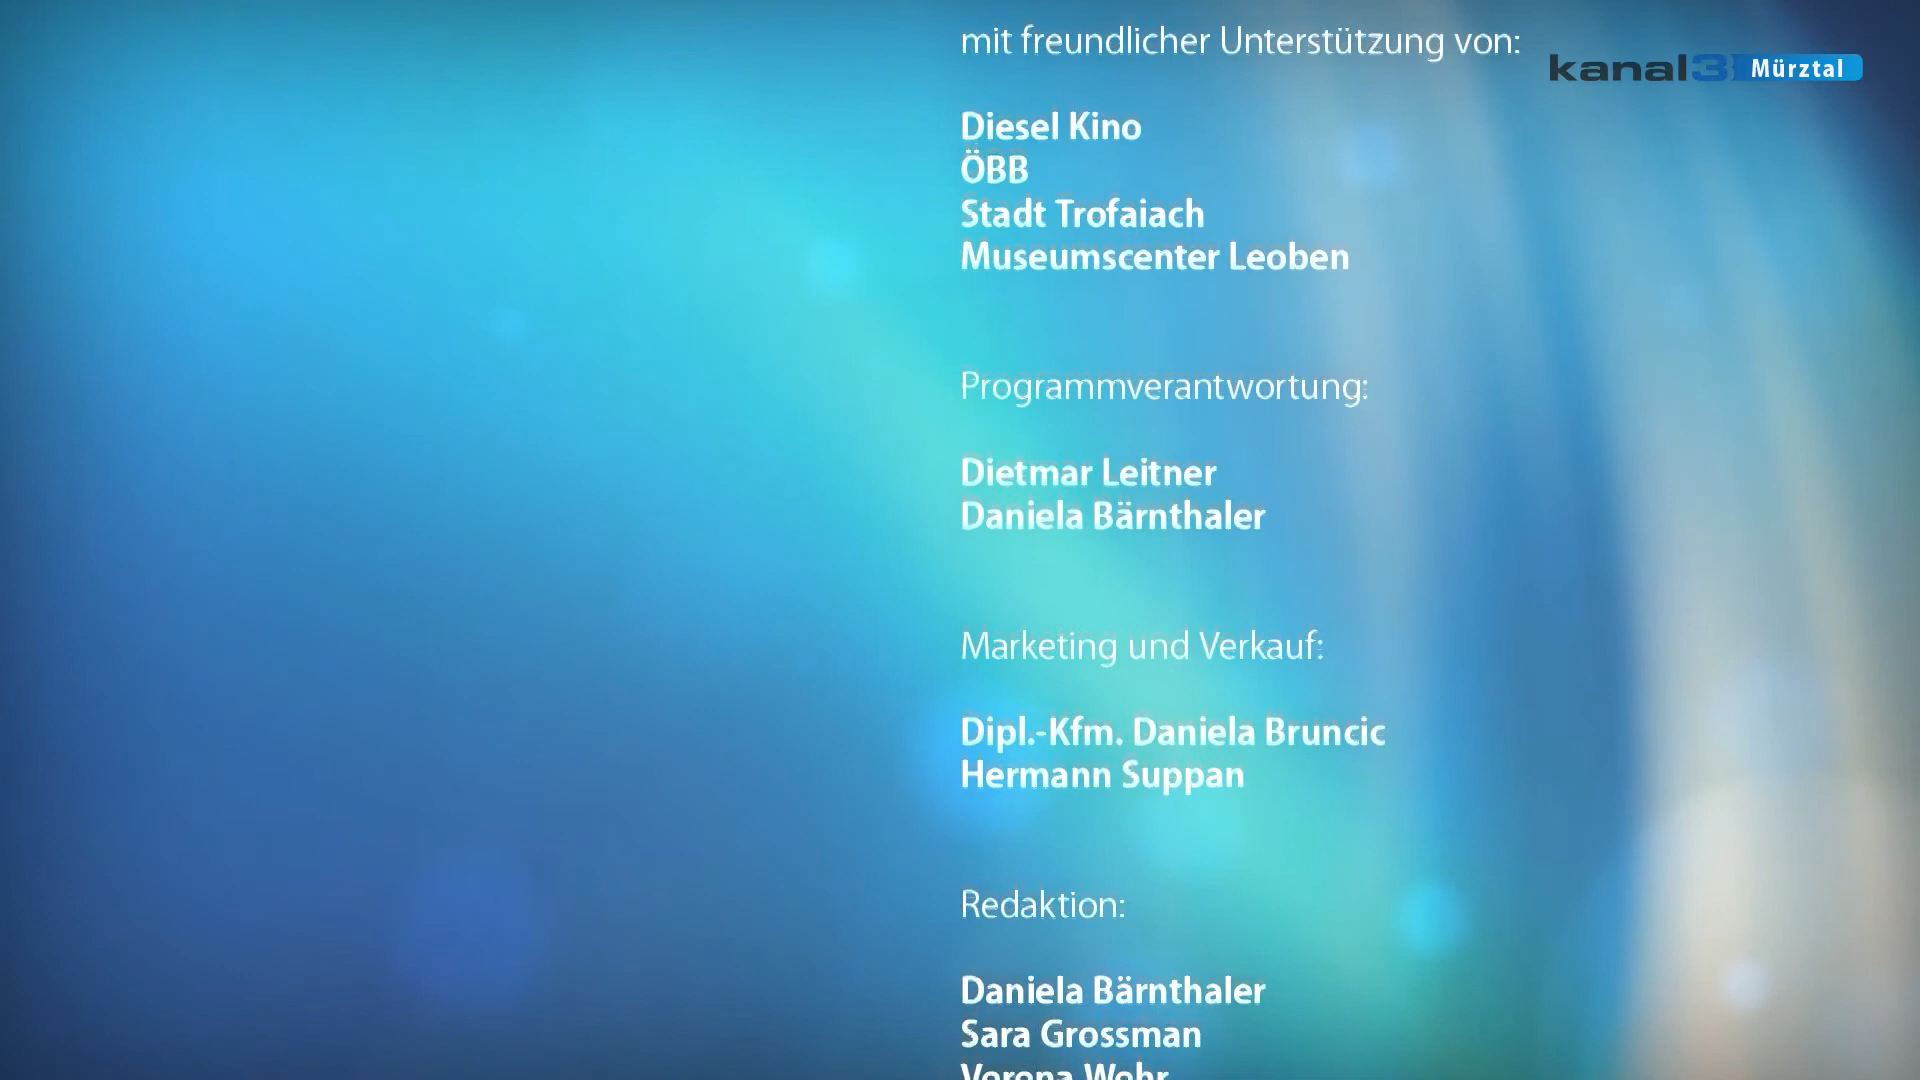 mit freundlicher Unterstützung von:
kanal3 Mürztal
Diesel Kino
ÖBB
Stadt Trofaiach
Museumscenter Leoben
Programmverantwortung:
Dietmar Leitner
Daniela Bärnthaler
Marketing und Verkauf:
Dipl.-Kfm. Daniela Bruncic
Hermann Suppan
Redaktion:
Daniela Bärnthaler
Sara Grossman
Verena